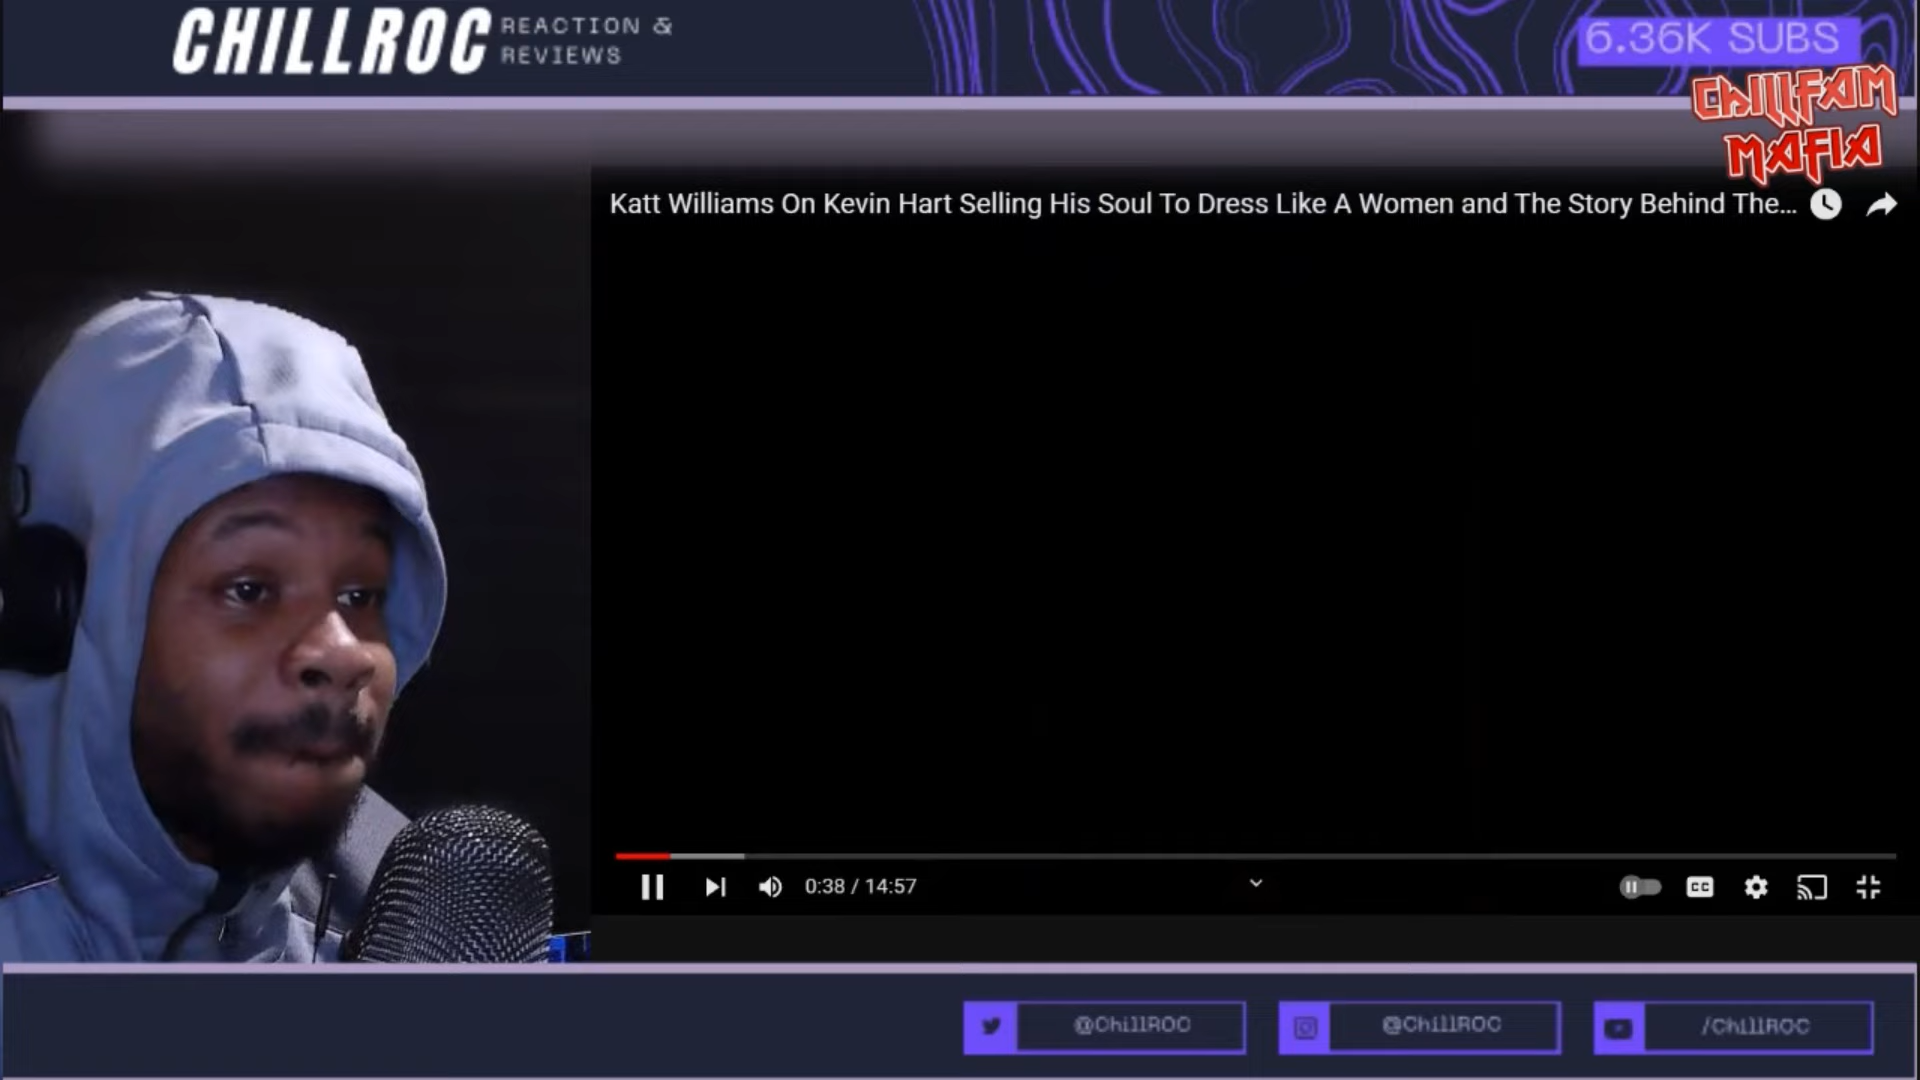 CHILLROC
REACTION &
REVIEWS
6.36K SUBS
ChillFAM
MAFIA
Katt Williams On Kevin Hart Selling His Soul To Dress Like A Women and The Story Behind The...
0:38 / 14:57
CC
@ChillROC
@ChillROC
/ChillROC